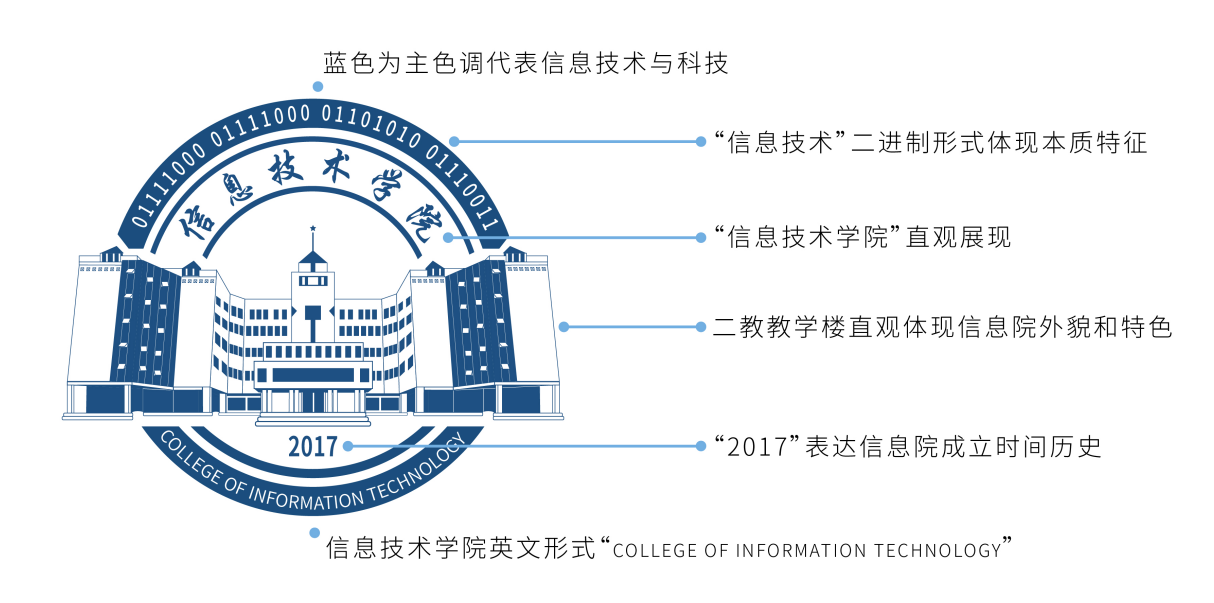 蓝色为主色调代表信息技术与科技
01111000 01111000 01101010 01110011
“信息技术”二进制形式体现本质特征
信息技术学院
“信息技术学院”直观展现
二教教学楼直观体现信息院外貌和特色
2017
“2017”表达信息院成立时间历史
COLLEGE OF INFORMATION TECHNOLOGY
信息技术学院英文形式“COLLEGE OF INFORMATION TECHNOLOGY”